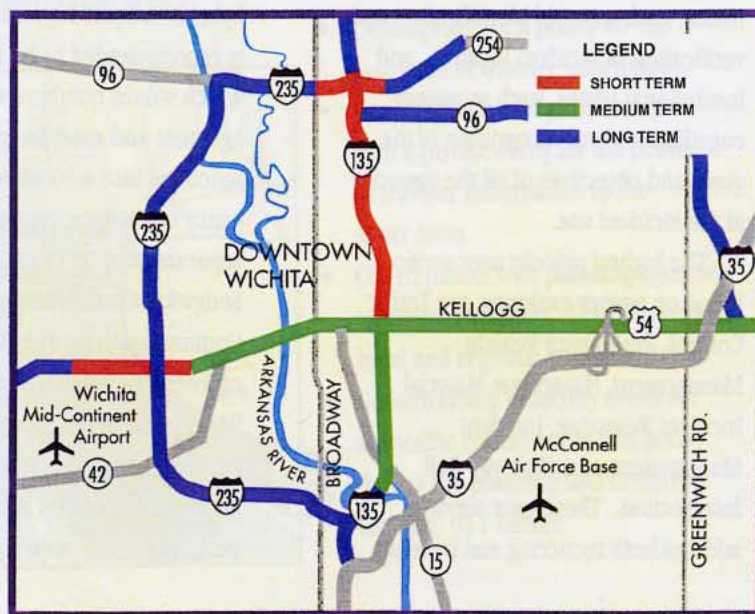 254
LEGEND
96
235
SHORT TERM
96
MEDIUM TERM
135
LONG TERM
235
35
DOWNTOWN
WICHITA
KELLOGG
54
ARKANSAS RIVER
BROADWAY
GREENWICH RD.
Wichita
Mid-Continent
Airport
McConnell
Air Force Base
42
235
135
35
15